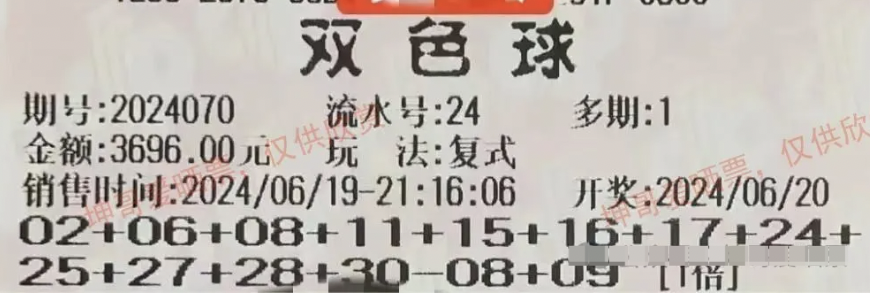 双色球
期号:2024070 流水号:24 多期:1
金额:3696.00元 玩 法:复式
销售时间:2024/06/19-21:16:06 开奖:2024/06/20
02+06+08+11+15+16+17+24+
25+27+28+30-08+09 [1倍]